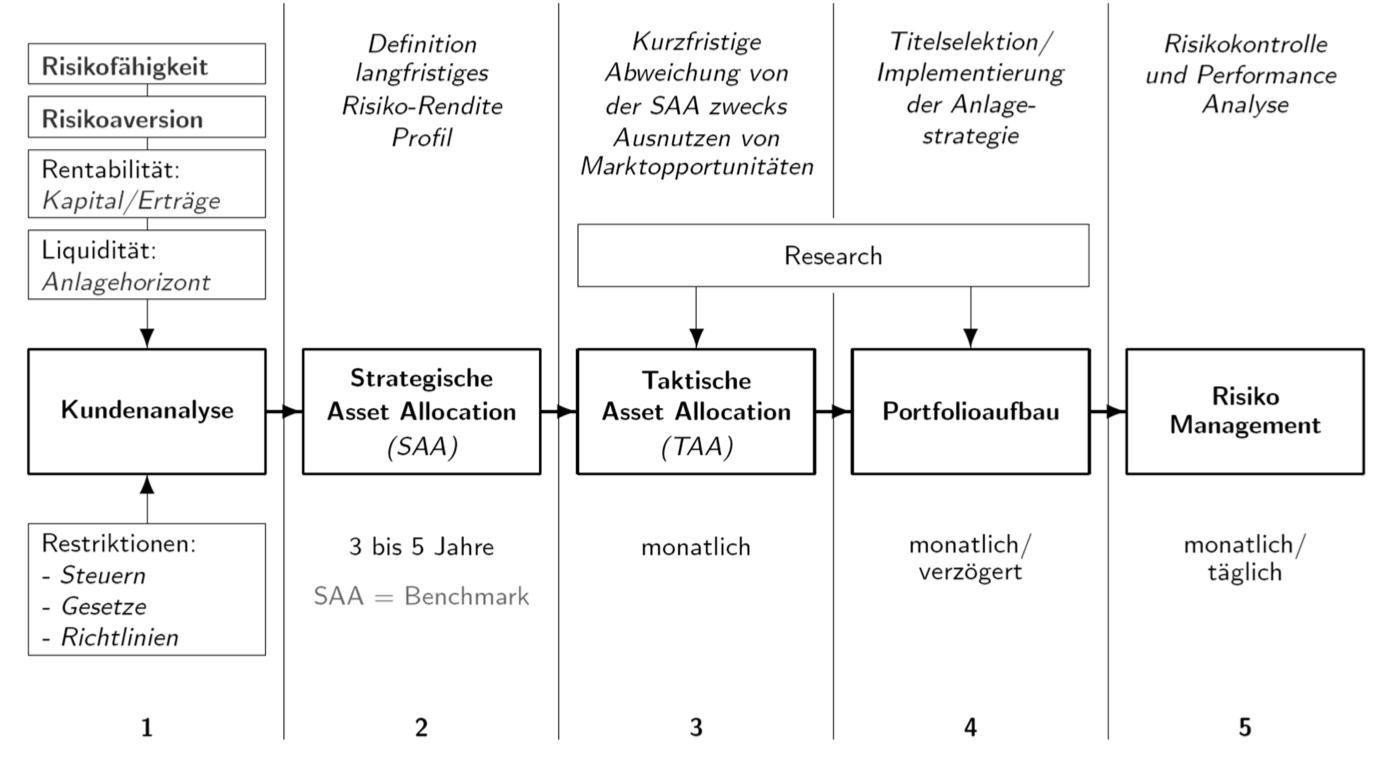 Risikofähigkeit
Risikoaversion
Rentabilität:
Kapital/Erträge
Liquidität:
Anlagehorizont
Kundenanalyse
Restriktionen:
- Steuern
- Gesetze
- Richtlinien
1
Definition
langfristiges
Risiko-Rendite
Profil
Strategische
Asset Allocation
(SAA)
3 bis 5 Jahre
SAA = Benchmark
2
Kurzfristige
Abweichung von
der SAA zwecks
Ausnutzen von
Marktopportunitäten
Research
Taktische
Asset Allocation
(TAA)
monatlich
3
Titelselektion/
Implementierung
der Anlage-
strategie
Portfolioaufbau
monatlich/
verzögert
4
Risikokontrolle
und Performance
Analyse
Risiko
Management
monatlich/
täglich
5